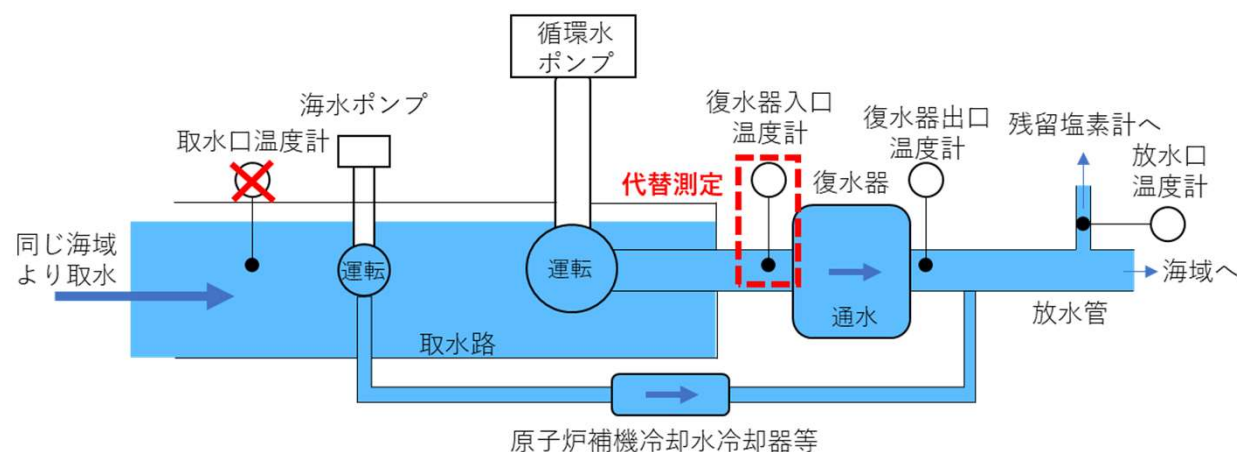 循環水
ポンプ
海水ポンプ
取水口温度計
復水器入口
温度計
復水器出口
温度計
残留塩素計へ
放水口
温度計
代替測定
復水器
同じ海域
より取水
運転
運転
通水
海域へ
放水管
取水路
原子炉補機冷却水冷却器等